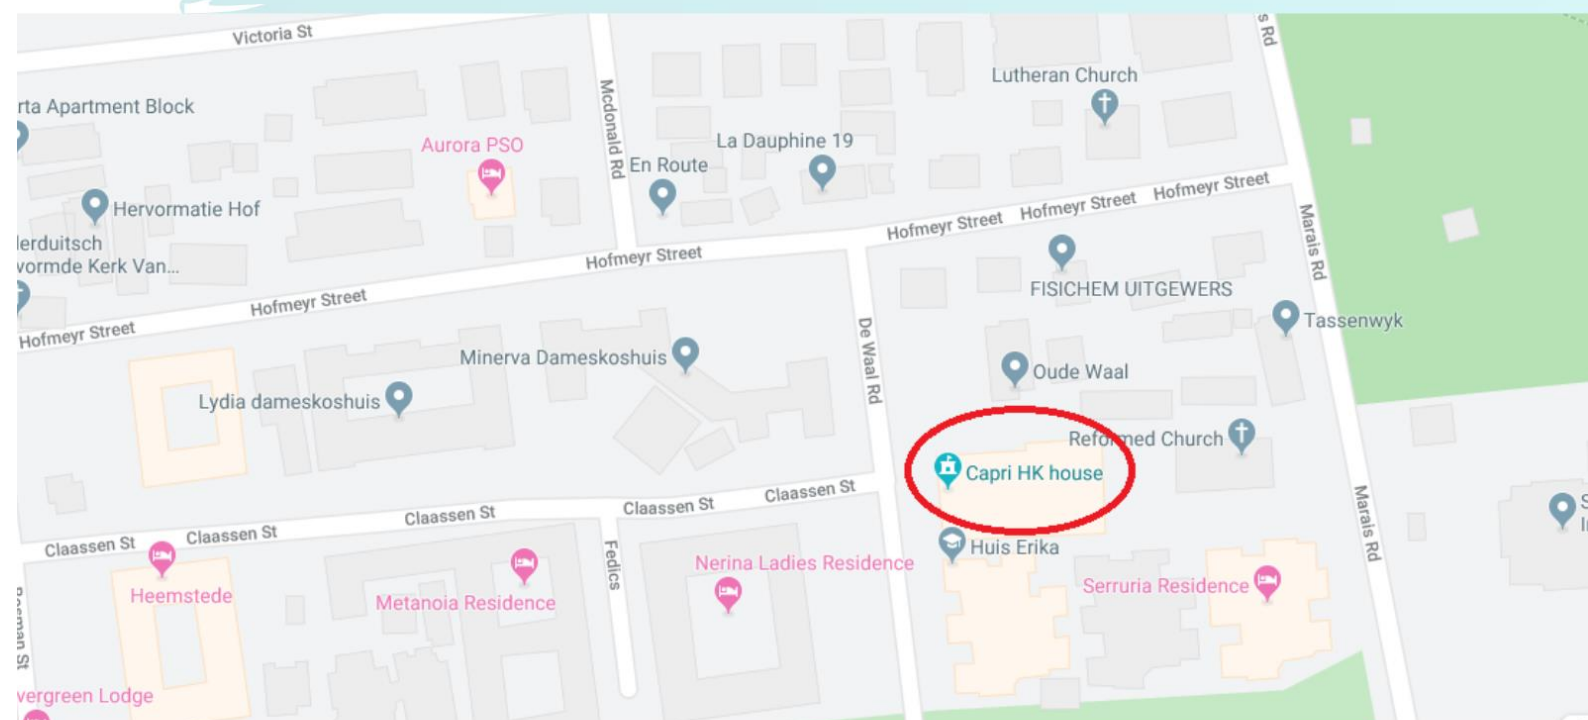 Victoria St
s Rd
Lutheran Church
rta Apartment Block
Mcdonald Rd
Aurora PSO
La Dauphine 19
En Route
Hofmeyr Street
Hofmeyr Street
Hofmeyr Street
Hervormatie Hof
Marais Rd
lerduitsch
vormde Kerk Van...
Hofmeyr Street
FISICHEM UITGEWERS
Hofmeyr Street
Hofmeyr Street
Tassenwyk
De Waal Rd
Minerva Dameskoshuis
Oude Waal
Lydia dameskoshuis
Reformed Church
Capri HK house
Claassen St
Claassen St
Claassen St
Claassen St
Claassen St
Marais Rd
S
Huis Erika
Fedics
Nerina Ladies Residence
Serruria Residence
Heemstede
Metanoia Residence
Bosman St
vergreen Lodge